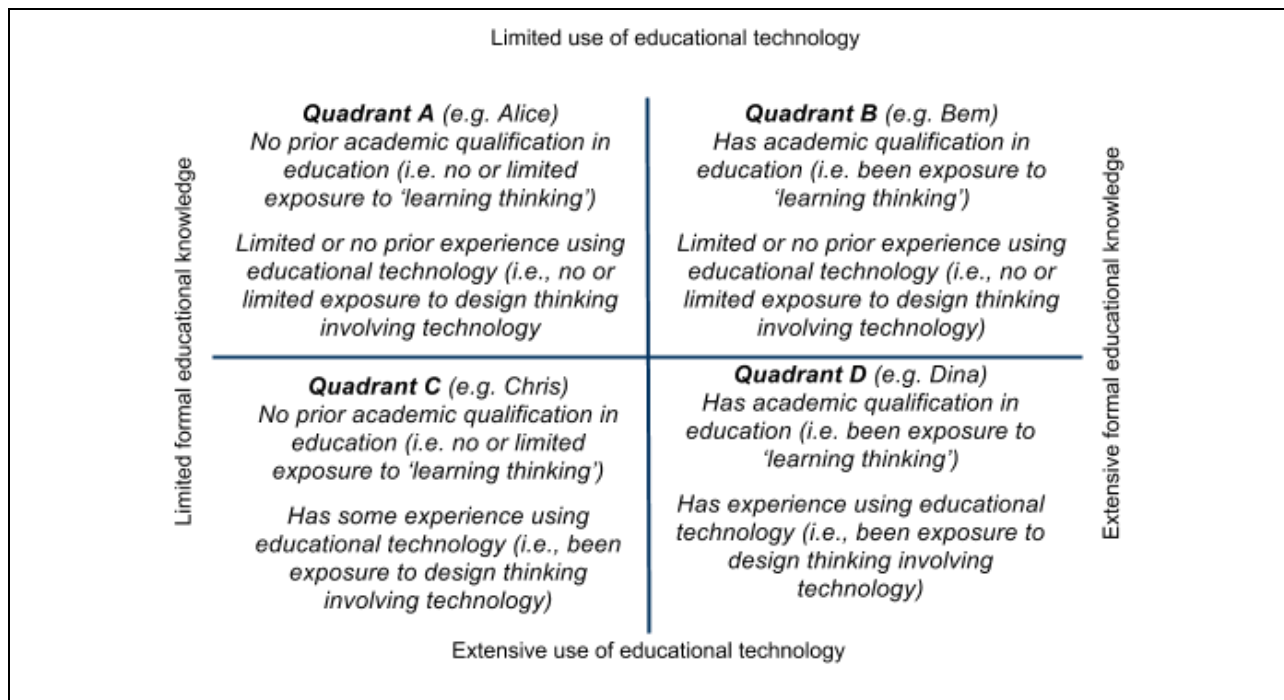 Limited use of educational technology
Limited formal educational knowledge
Quadrant A (e.g. Alice)
No prior academic qualification in
education (i.e. no or limited
exposure to ‘learning thinking’)
Limited or no prior experience using
educational technology (i.e., no or
limited exposure to design thinking
involving technology
Quadrant B (e.g. Bem)
Has academic qualification in
education (i.e. been exposure to
‘learning thinking’)
Limited or no prior experience using
educational technology (i.e., no or
limited exposure to design thinking
involving technology)
Quadrant C (e.g. Chris)
No prior academic qualification in
education (i.e. no or limited
exposure to ‘learning thinking’)
Has some experience using
educational technology (i.e., been
exposure to design thinking
involving technology)
Quadrant D (e.g. Dina)
Has academic qualification in
education (i.e. been exposure to
‘learning thinking’)
Has experience using educational
technology (i.e., been exposure to
design thinking involving
technology)
Extensive formal educational knowledge
Extensive use of educational technology